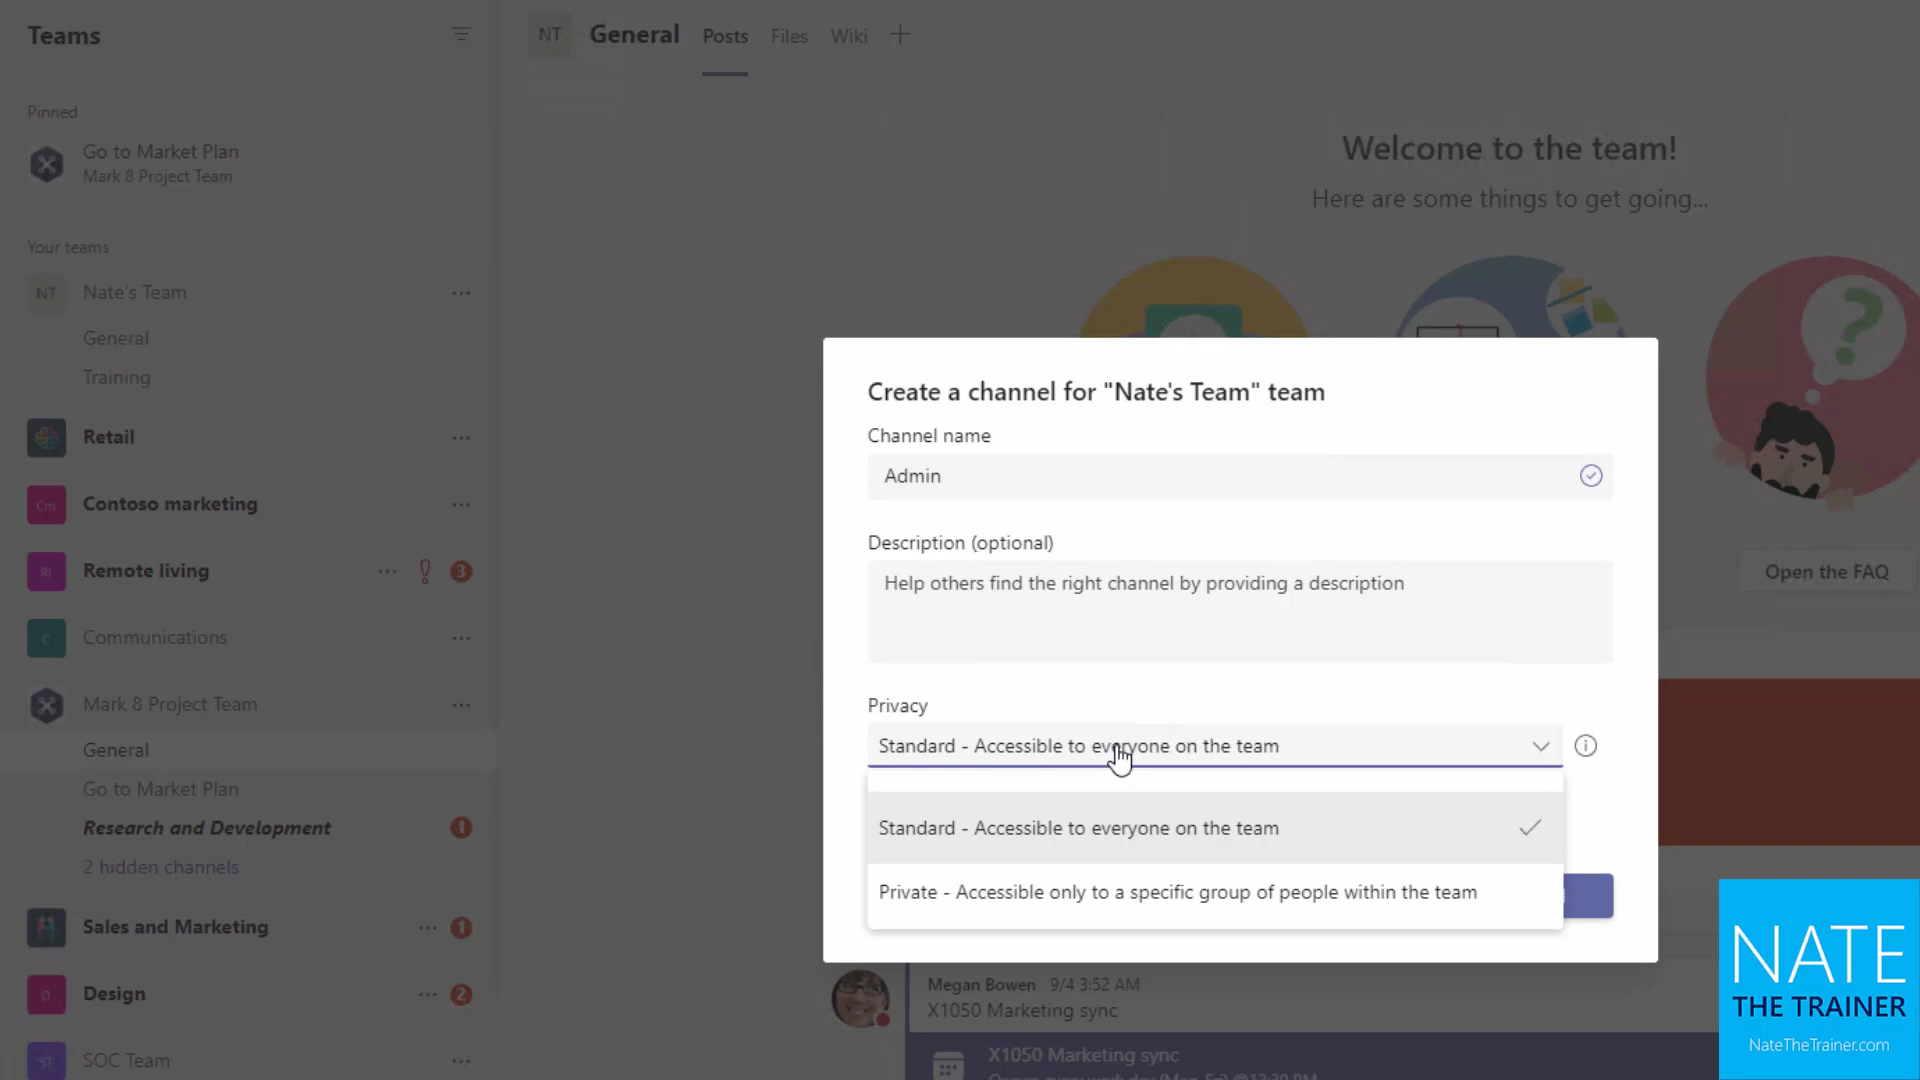 Teams
Pinned
Go to Market Plan
Mark 8 Project Team
Your teams
NT
Nate's Team
General
Training
Retail
Cm
Contoso marketing
Rl
Remote living
3
C
Communications
Mark 8 Project Team
General
Go to Market Plan
Research and Development
1
2 hidden channels
Sales and Marketing
1
D
Design
2
ST
SOC Team
NT
General
Posts
Files
Wiki
Welcome to the team!
Here are some things to get going...
Open the FAQ
Create a channel for "Nate's Team" team
Channel name
Admin
Description (optional)
Help others find the right channel by providing a description
Privacy
Standard - Accessible to everyone on the team
Standard - Accessible to everyone on the team
Private - Accessible only to a specific group of people within the team
Megan Bowen 9/4 3:52 AM
X1050 Marketing sync
X1050 Marketing sync
NATE
THE TRAINER
NateTheTrainer.com